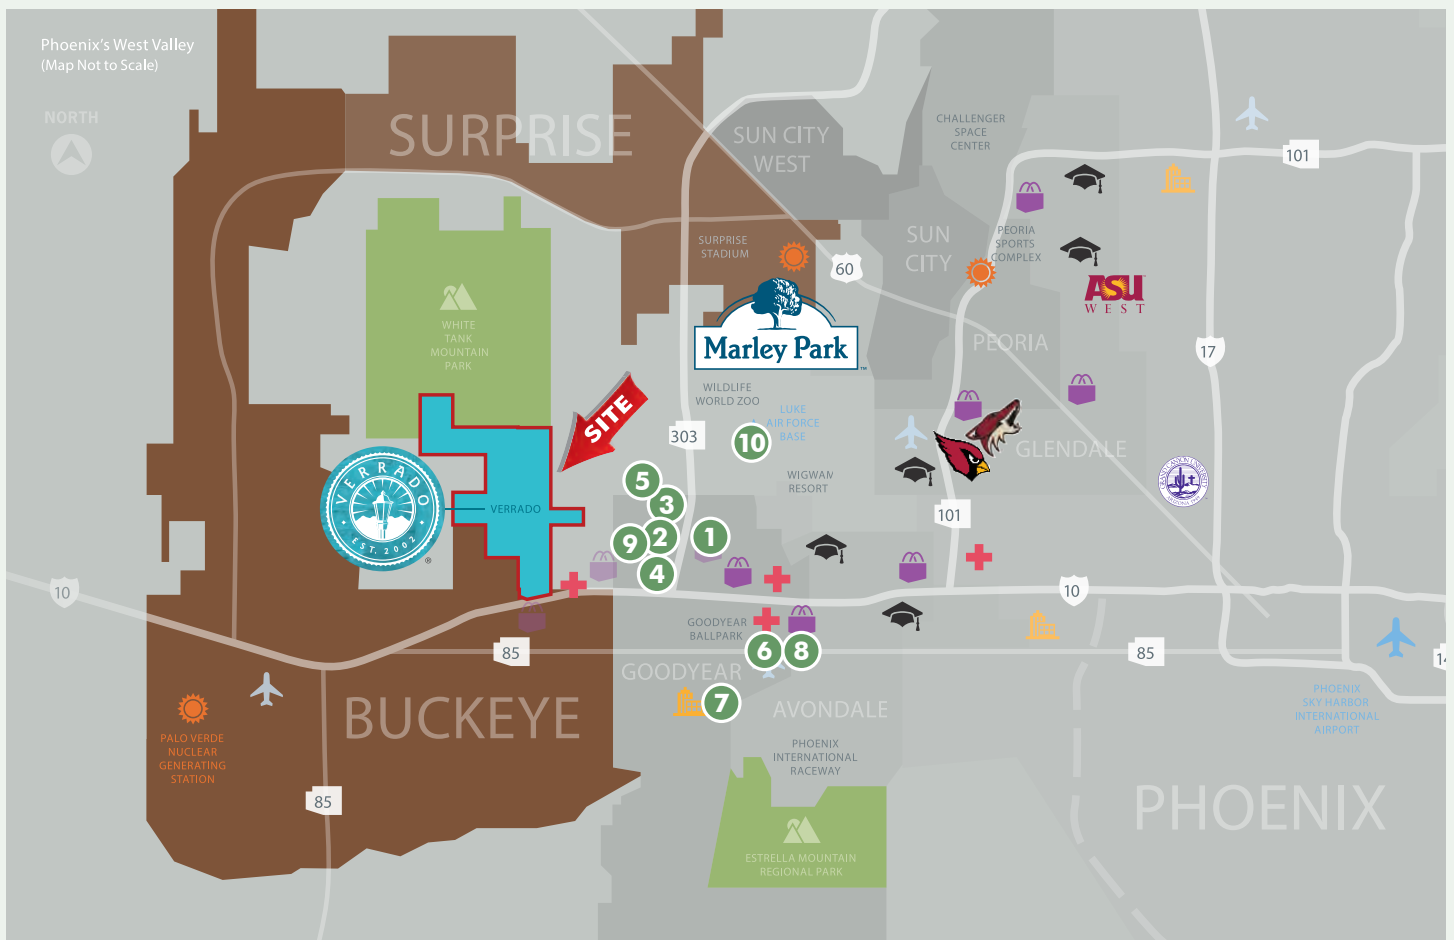 Phoenix's West Valley
(Map Not to Scale)
NORTH
SURPRISE
SUN CITY
WEST
CHALLENGER
SPACE
CENTER
101
SURPRISE
STADIUM
60
SUN
CITY
PEORIA
SPORTS
COMPLEX
ASU
WEST
WHITE
TANK
MOUNTAIN
PARK
Marley Park
™
PEORIA
17
WILDLIFE
WORLD ZOO
LUKE
AIR FORCE
BASE
SITE
303
10
GLENDALE
WIGWAM
RESORT
VERRADO
EST. 2002
®
VERRADO
5
3
9
2
1
4
101
GRAND CANYON UNIVERSITY
10
10
GOODYEAR
BALLPARK
85
6
8
85
GOODYEAR
7
AVONDALE
BUCKEYE
PALO VERDE
NUCLEAR
GENERATING
STATION
PHOENIX
SKY HARBOR
INTERNATIONAL
AIRPORT
PHOENIX
INTERNATIONAL
RACEWAY
85
PHOENIX
ESTRELLA MOUNTAIN
REGIONAL PARK